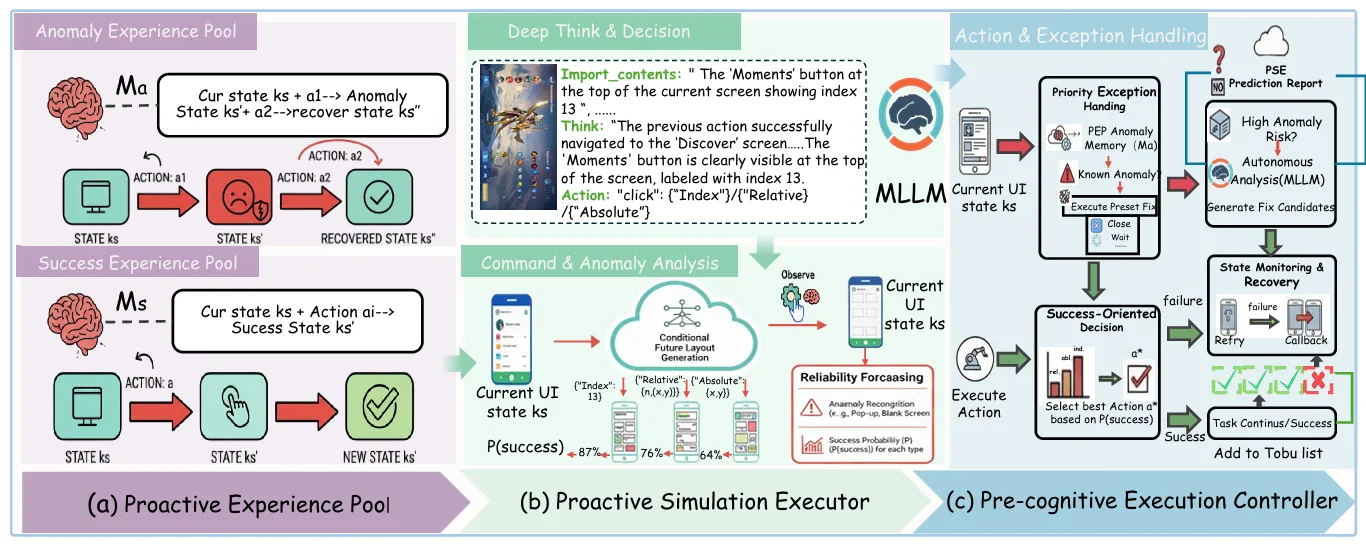 Anomaly Experience Pool
Ma
Cur state ks + a1--> Anomaly
State ks'+ a2-->recover state ks”
ACTION: a2
ACTION: a1
ACTION: a2
STATE ks
STATE ks'
RECOVERED STATE ks"
Success Experience Pool
Ms
Cur state ks + Action ai-->
Sucess State ks’
ACTION: a
STATE ks
STATE ks'
NEW STATE ks'
(a) Proactive Experience Pool
Deep Think & Decision
Import_contents: " The ‘Moments’ button at
the top of the current screen showing index
13 “, ......
Think: “The previous action successfully
navigated to the ‘Discover’ screen.....The
'Moments' button is clearly visible at the top
of the screen, labeled with index 13.
Action: "click": {“Index"}/{"Relative}
/{“Absolute”}
MLLM
Command & Anomaly Analysis
Current UI
state ks
Conditional
Future Layout
Generation
Observe
Current
UI
state ks
{"Index":
13}
{"Relative":
{n,(x,y)}}
{"Absolute":
{x,y}}
P(success)
87%
76%
64%
Reliability Forcaasing
Anomaly Recongrition
(e..g., Pop-up, Blank Screen
Success Probabiliiy (P)
(P(success)) for each type
(b) Proactive Simulation Executor
Action & Exception Handling
Current UI
state ks
Priority Exception
Handing
PEP Anomaly
Memory (Ma)
Known Anomaly?
Execute Preset Fix
Close
Wait
......
?
NO
PSE
Prediction Report
High Anomaly
Risk?
Autonomous
Analysis(MLLM)
Generate Fix Candidates
State Monitoring &
Recovery
failure
Refry
Callback
Execute
Action
Success-Oriented
Decision
rel.
abl.
ind.
a*
Select best Action a*
based on P(success)
failure
Sucess
Task Continus/Success
Add to Tobu list
(c) Pre-cognitive Execution Controller